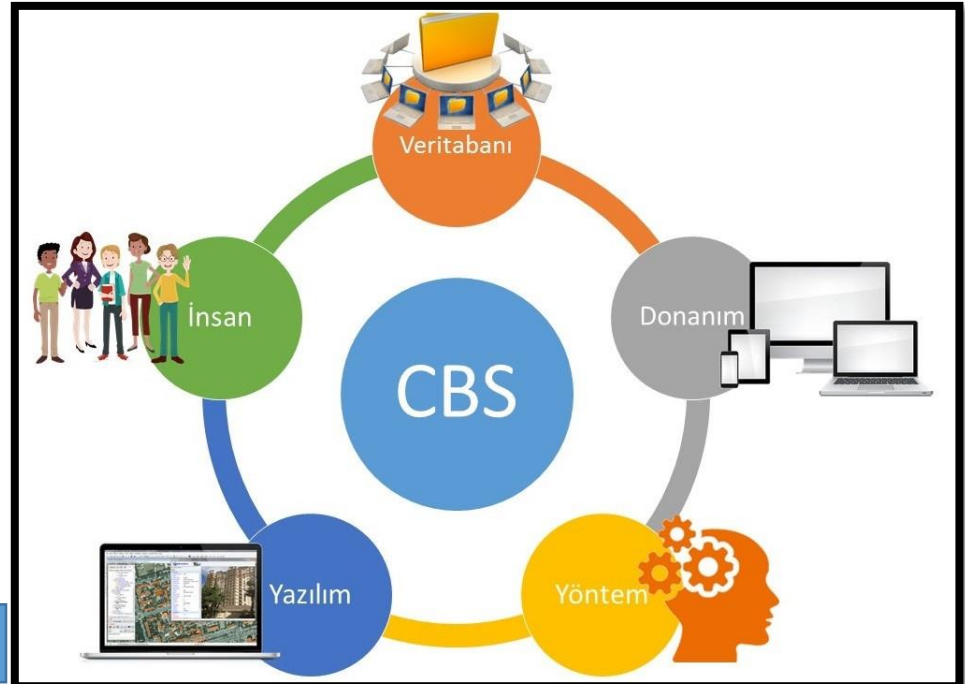 Veritabanı
İnsan
Donanım
CBS
Yazılım
Yöntem